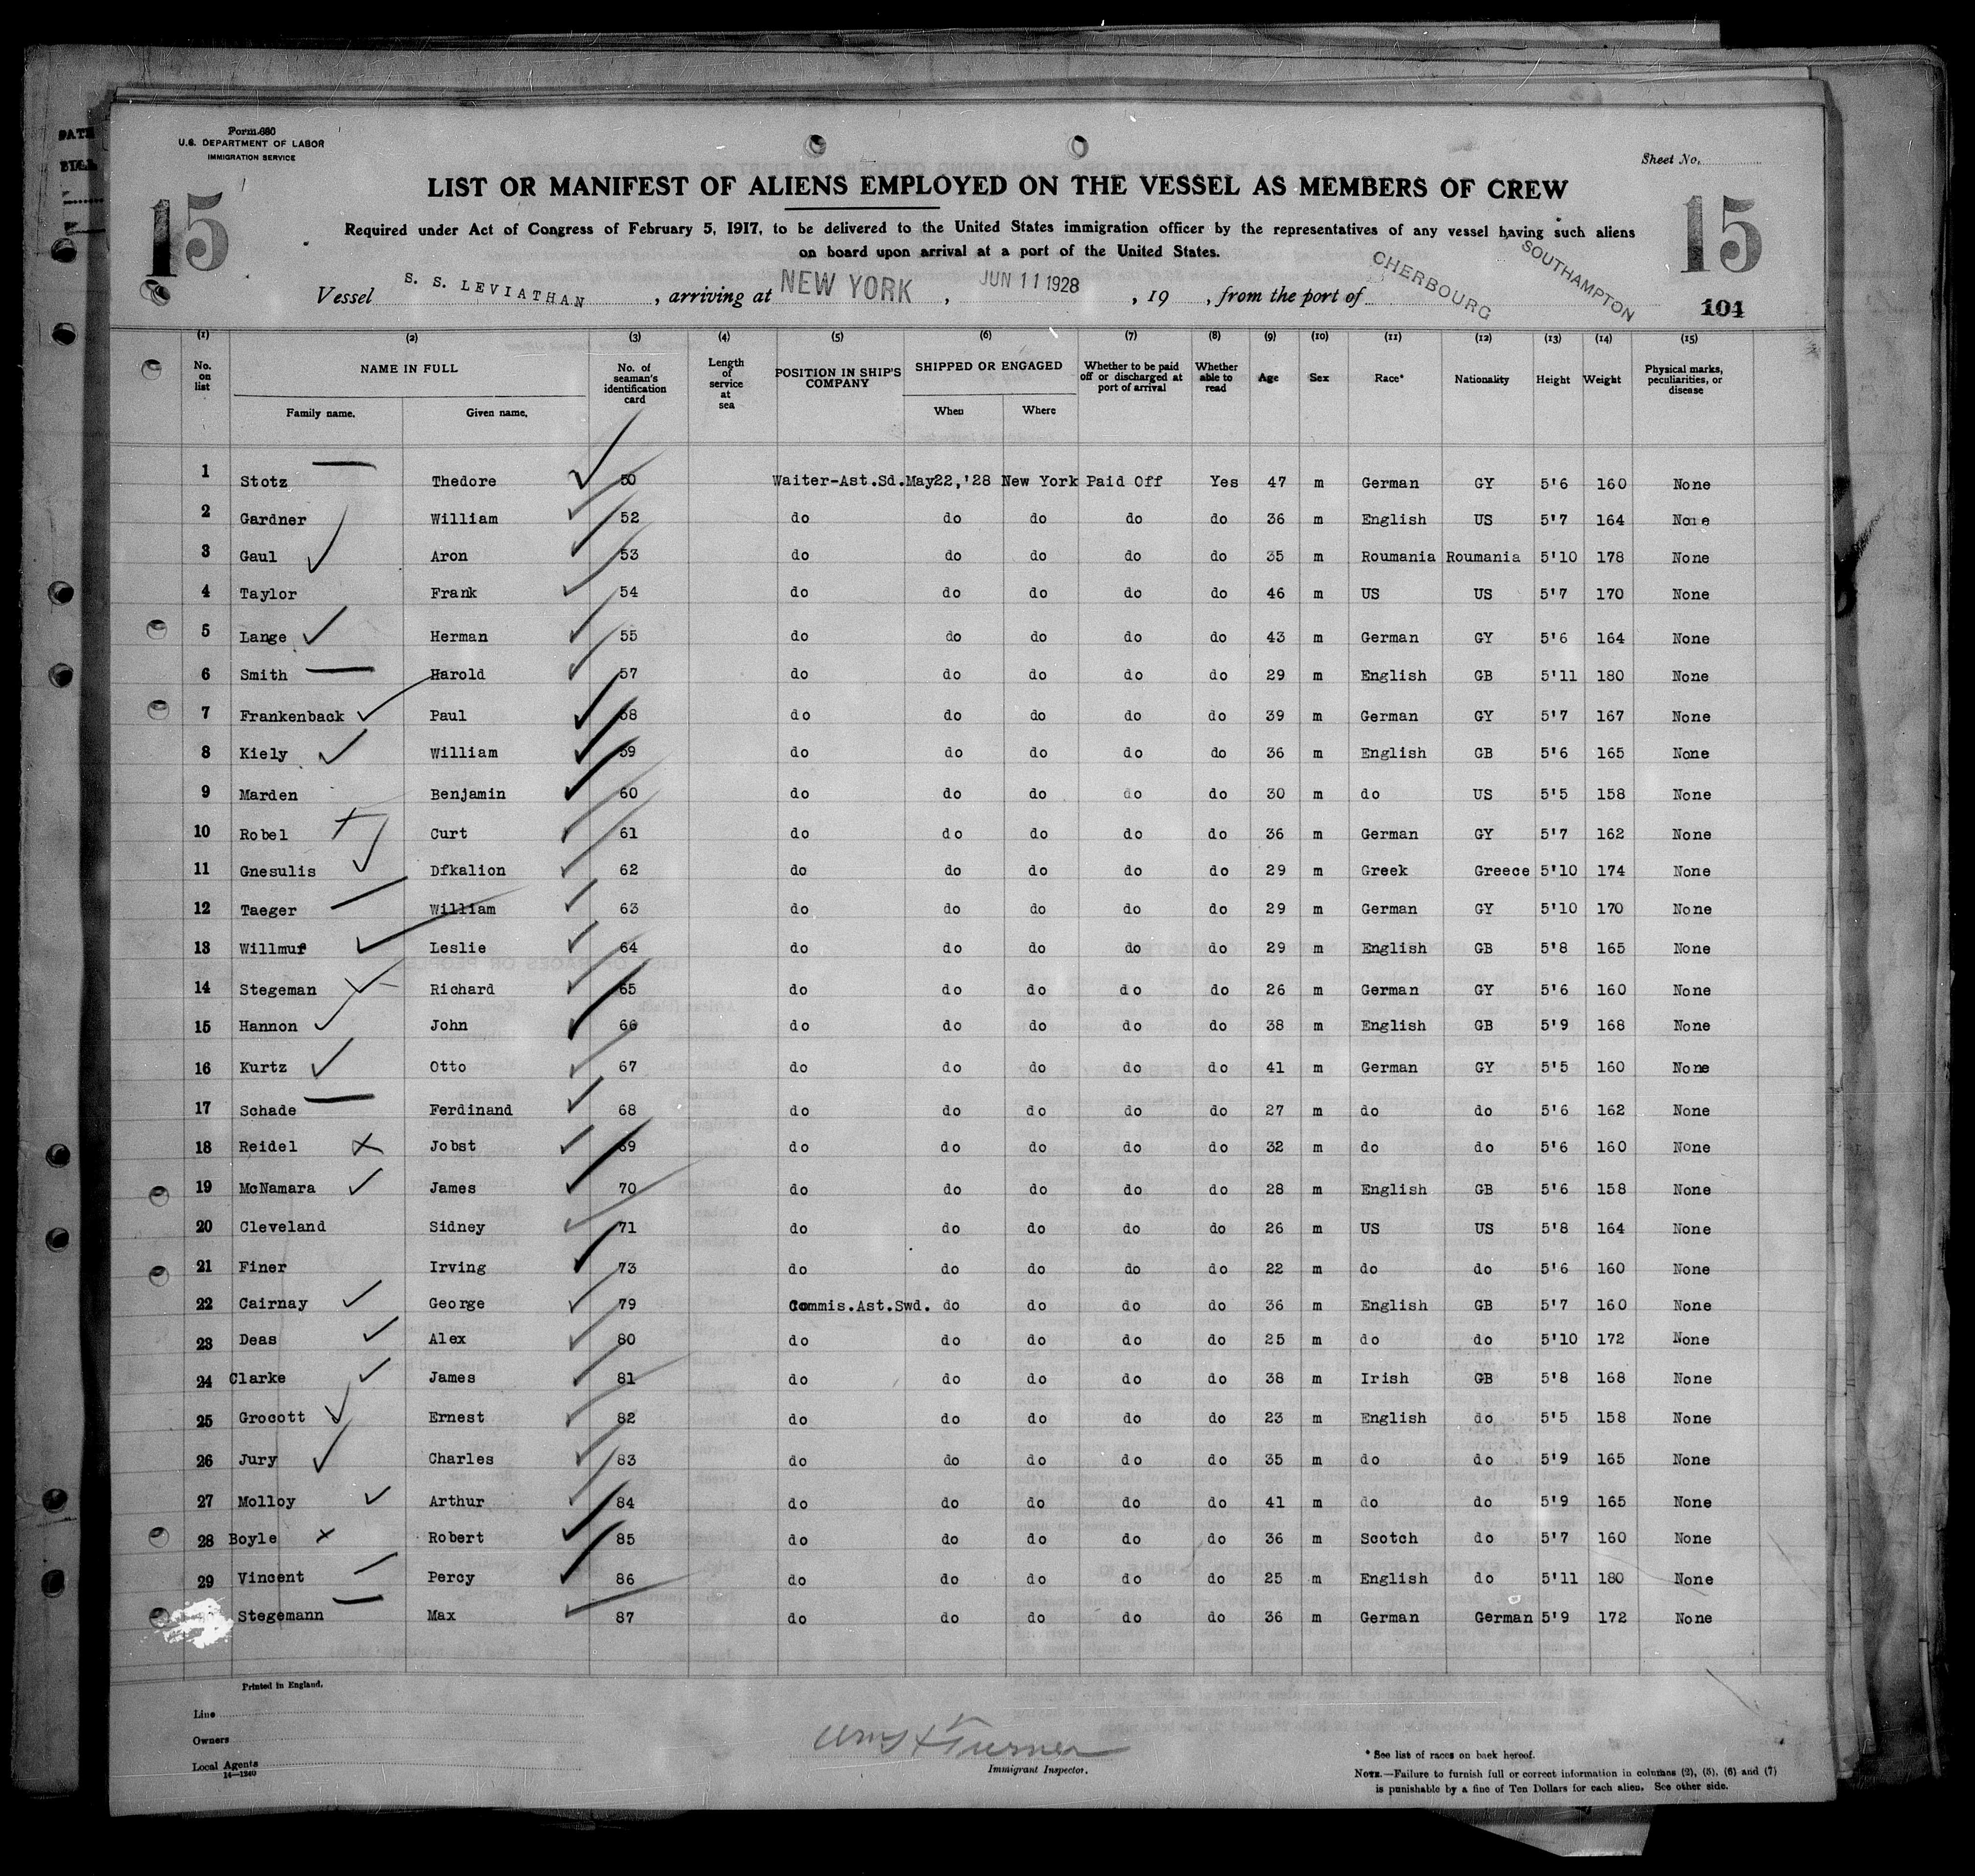 DATE
BILL
Form 680
U.S. DEPARTMENT OF LABOR
IMMIGRATION SERVICE
Sheet No.
15
15
LIST OR MANIFEST OF ALIENS EMPLOYED ON THE VESSEL AS MEMBERS OF CREW
Required under Act of Congress of February 5, 1917, to be delivered to the United States immigration officer by the representatives of any vessel having such aliens
on board upon arrival at a port of the United States.
Vessel S. S. LEVIATHAN, arriving at NEW YORK, JUN 11 1928, 19 , from the port of CHERBOURG SOUTHAMPTON
104
(1) (2) (3) (4) (5) (6) (7) (8) (9) (10) (11) (12) (13) (14) (15)
No. on list NAME IN FULL Family name. Given name. No. of seaman's identification card Length of service at sea POSITION IN SHIP'S COMPANY SHIPPED OR ENGAGED When Where Whether to be paid off or discharged at port of arrival Whether able to read Age Sex Race* Nationality Height Weight Physical marks, peculiarities, or disease
1 Stotz Thedore 50 Waiter-Ast.Sd. May22,'28 New York Paid Off Yes 47 m German GY 5'6 160 None
2 Gardner William 52 do do do do do 36 m English US 5'7 164 None
3 Gaul Aron 53 do do do do do 35 m Roumania Roumania 5'10 178 None
4 Taylor Frank 54 do do do do do 46 m US US 5'7 170 None
5 Lange Herman 55 do do do do do 43 m German GY 5'6 164 None
6 Smith Harold 57 do do do do do 29 m English GB 5'11 180 None
7 Frankenback Paul 58 do do do do do 39 m German GY 5'7 167 None
8 Kiely William 59 do do do do do 36 m English GB 5'6 165 None
9 Marden Benjamin 60 do do do do do 30 m do US 5'5 158 None
10 Robel Curt 61 do do do do do 36 m German GY 5'7 162 None
11 Gnesulis Dfkalion 62 do do do do do 29 m Greek Greece 5'10 174 None
12 Taeger William 63 do do do do do 29 m German GY 5'10 170 None
13 Willmur Leslie 64 do do do do do 29 m English GB 5'8 165 None
14 Stegeman Richard 65 do do do do do 26 m German GY 5'6 160 None
15 Hannon John 66 do do do do do 38 m English GB 5'9 168 None
16 Kurtz Otto 67 do do do do do 41 m German GY 5'5 160 None
17 Schade Ferdinand 68 do do do do do 27 m do do 5'6 162 None
18 Reidel Jobst 69 do do do do do 32 m do do 5'6 160 None
19 McNamara James 70 do do do do do 28 m English GB 5'6 158 None
20 Cleveland Sidney 71 do do do do do 26 m US US 5'8 164 None
21 Finer Irving 73 do do do do do 22 m do do 5'6 160 None
22 Cairnay George 79 Commis.Ast.Swd. do do do do 36 m English GB 5'7 160 None
23 Deas Alex 80 do do do do do 25 m do do 5'10 172 None
24 Clarke James 81 do do do do do 38 m Irish GB 5'8 168 None
25 Grocott Ernest 82 do do do do do 23 m English do 5'5 158 None
26 Jury Charles 83 do do do do do 35 m do do 5'9 165 None
27 Molloy Arthur 84 do do do do do 41 m do do 5'9 165 None
28 Boyle Robert 85 do do do do do 36 m Scotch do 5'7 160 None
29 Vincent Percy 86 do do do do do 25 m English do 5'11 180 None
Stegemann Max 87 do do do do do 36 m German German 5'9 172 None
Printed in England.
Line
Owners
Local Agents
14—1240
Turner
Immigrant Inspector.
* See list of races on back hereof.
NOTE.—Failure to furnish full or correct information in columns (2), (5), (6) and (7)
is punishable by a fine of Ten Dollars for each alien. See other side.